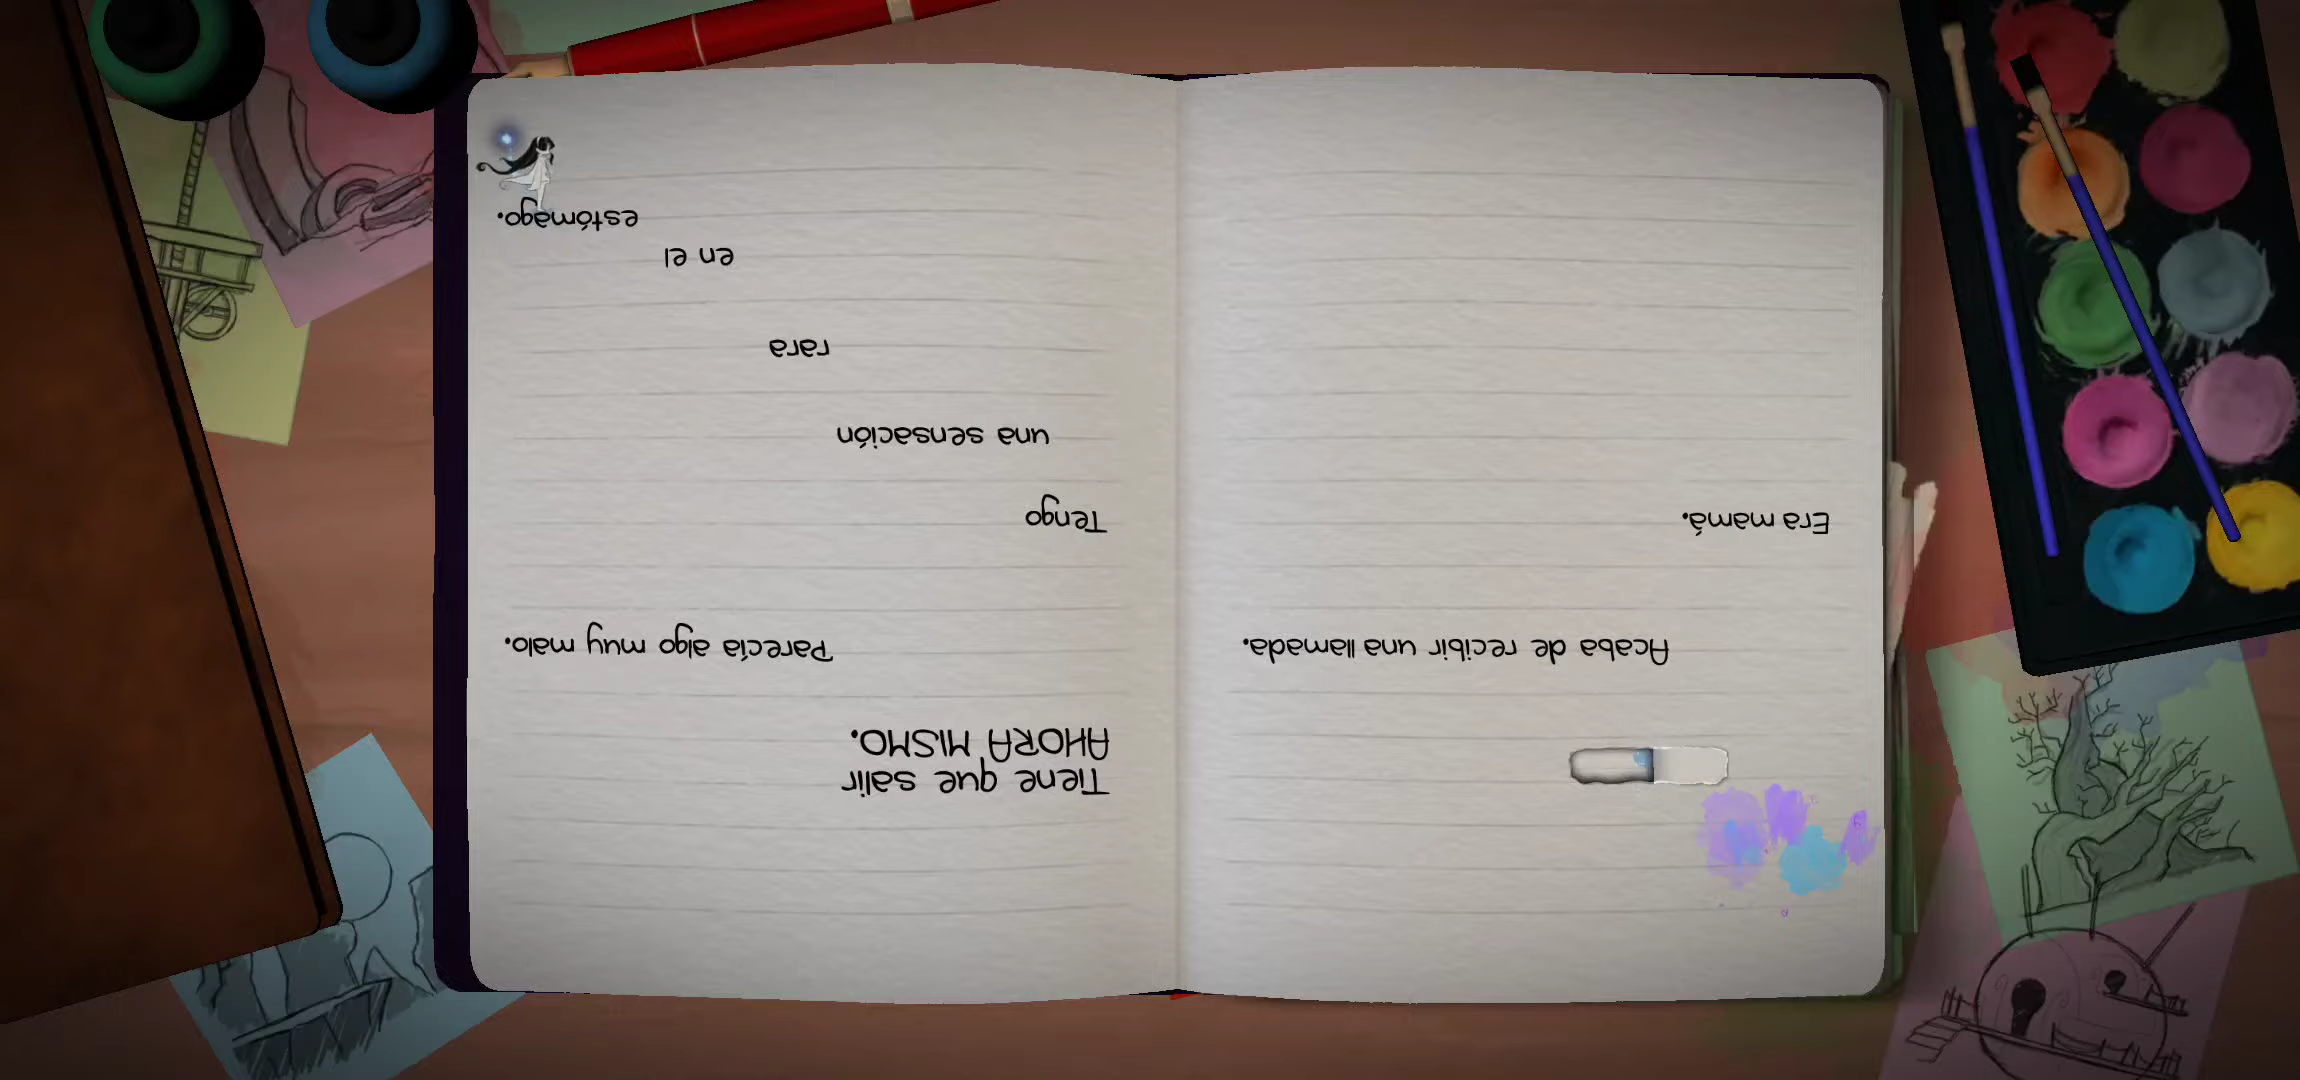 Acaba de recibir una llamada.
Era mamá.
Tiene que salir
AHORA MISMO.
Parecía algo muy malo.
Tengo
una sensación
rara
en el
estómago.